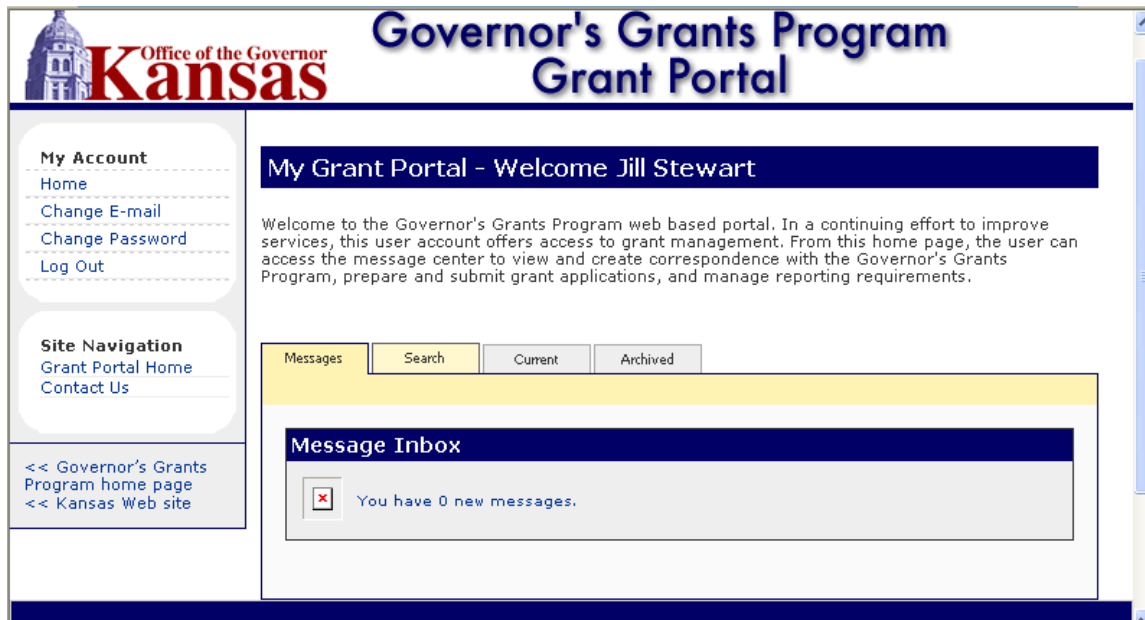 Office of the Governor
Kansas
Governor's Grants Program
Grant Portal
My Account
Home
Change E-mail
Change Password
Log Out
Site Navigation
Grant Portal Home
Contact Us
<< Governor's Grants
Program home page
<< Kansas Web site
My Grant Portal - Welcome Jill Stewart
Welcome to the Governor's Grants Program web based portal. In a continuing effort to improve
services, this user account offers access to grant management. From this home page, the user can
access the message center to view and create correspondence with the Governor's Grants
Program, prepare and submit grant applications, and manage reporting requirements.
Messages Search Current Archived
Message Inbox
You have 0 new messages.